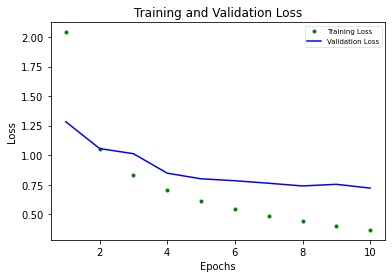 Training and Validation Loss
Training Loss
Validation Loss
2.00
1.75
1.50
1.25
1.00
0.75
0.50
Loss
2
4
6
8
10
Epochs